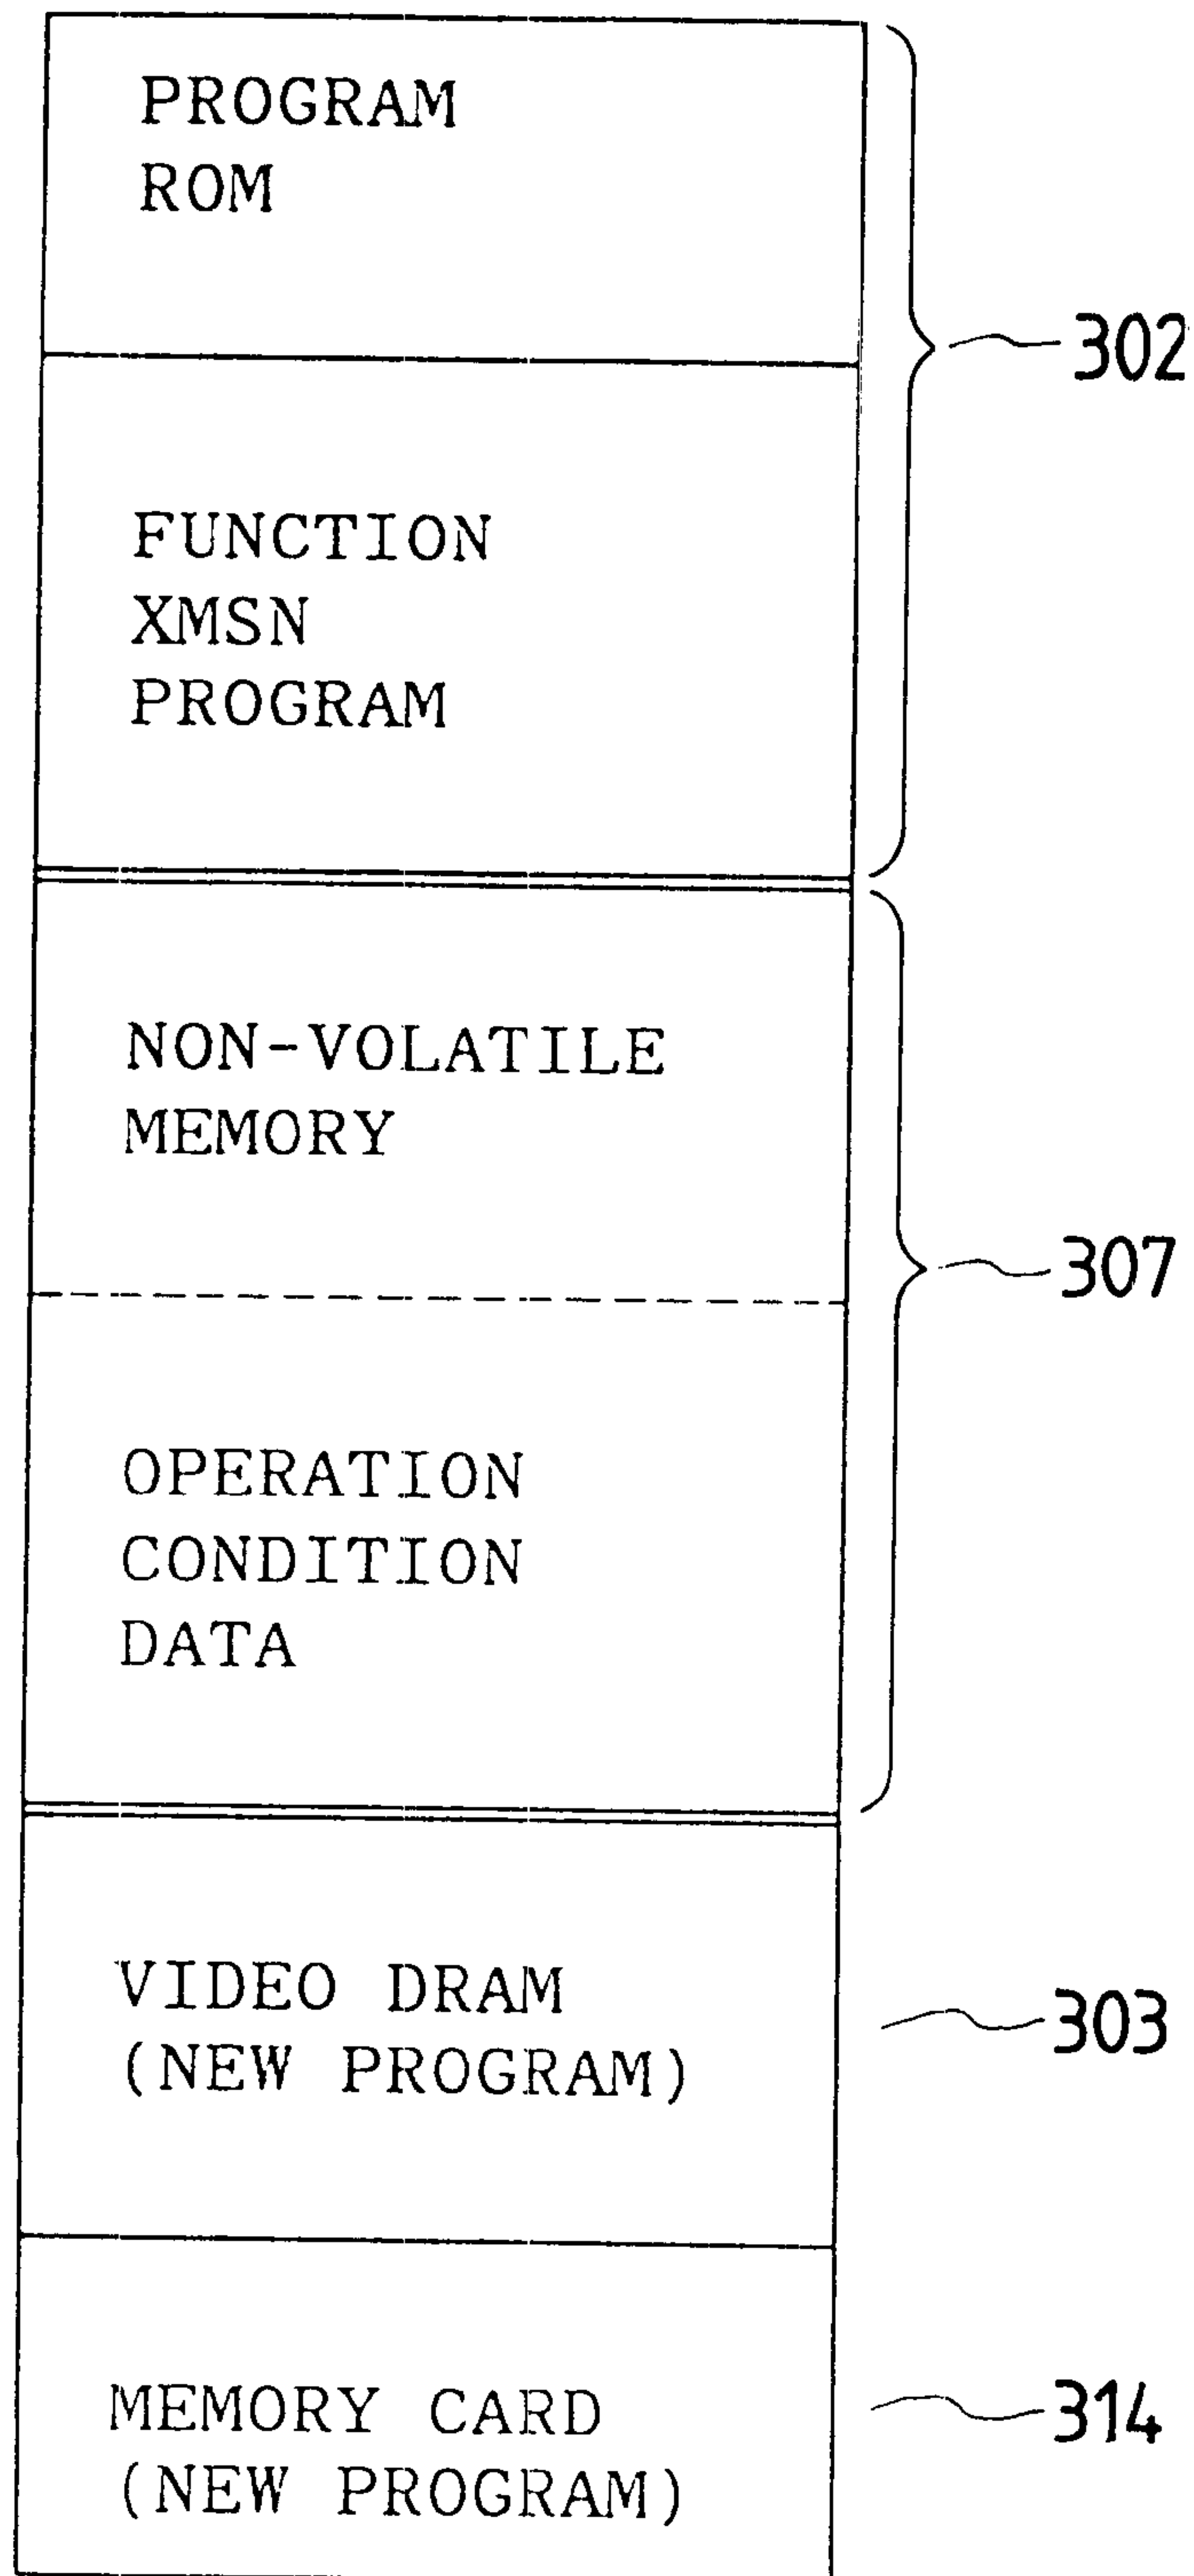 PROGRAM
ROM
302
FUNCTION
XMSN
PROGRAM
NON-VOLATILE
MEMORY
307
OPERATION
CONDITION
DATA
VIDEO DRAM
(NEW PROGRAM)
303
MEMORY CARD
(NEW PROGRAM)
314